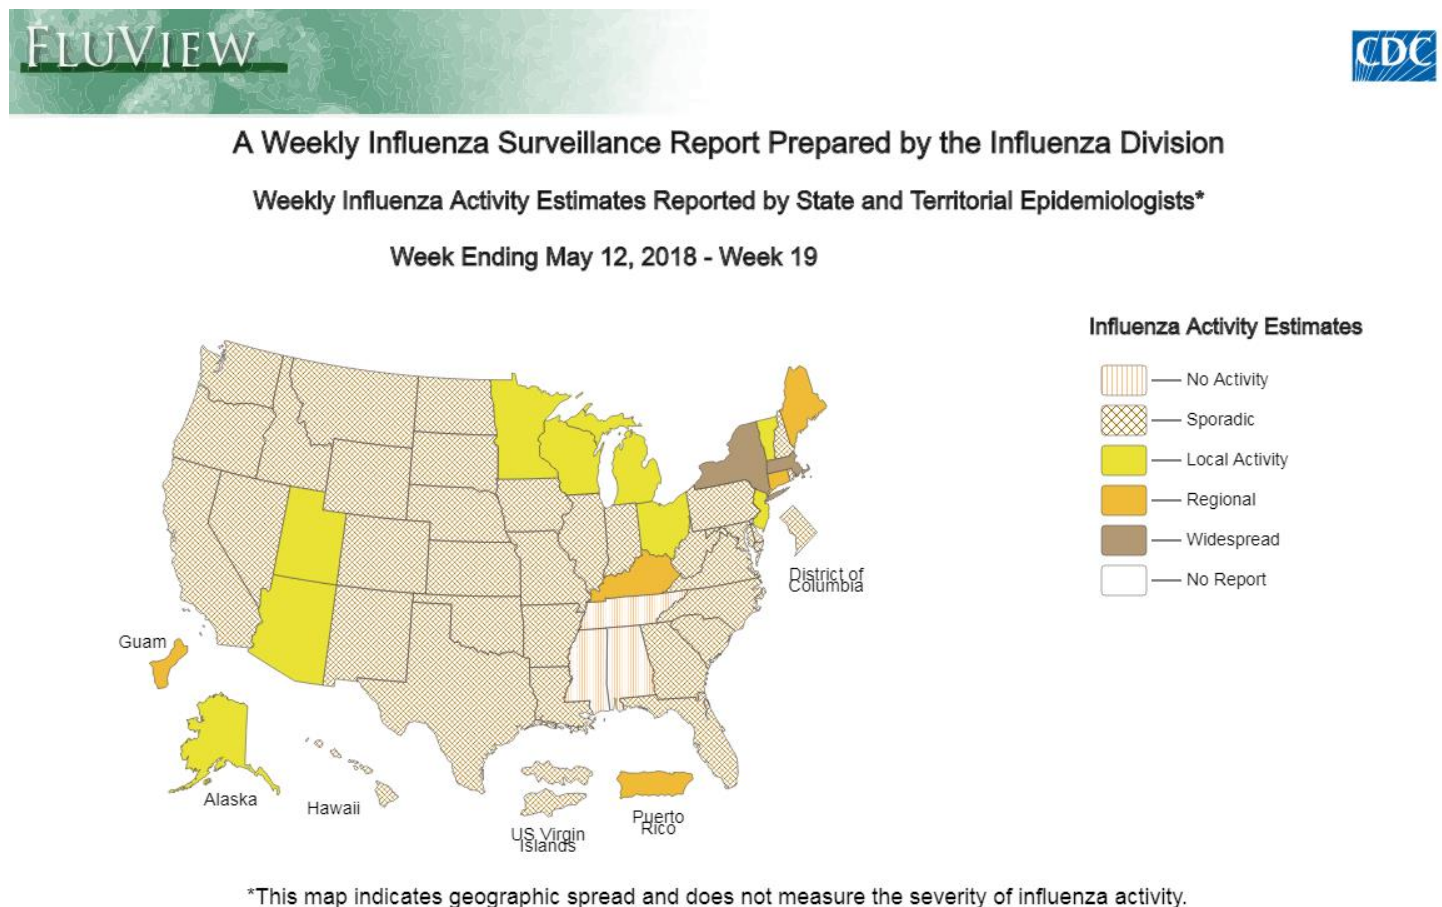 FLUVIEW
CDC
A Weekly Influenza Surveillance Report Prepared by the Influenza Division
Weekly Influenza Activity Estimates Reported by State and Territorial Epidemiologists*
Week Ending May 12, 2018 - Week 19
Influenza Activity Estimates
No Activity
Sporadic
Local Activity
Regional
Widespread
No Report
District of
Columbia
Guam
Alaska
Hawaii
US Virgin
Islands
Puerto
Rico
*This map indicates geographic spread and does not measure the severity of influenza activity.